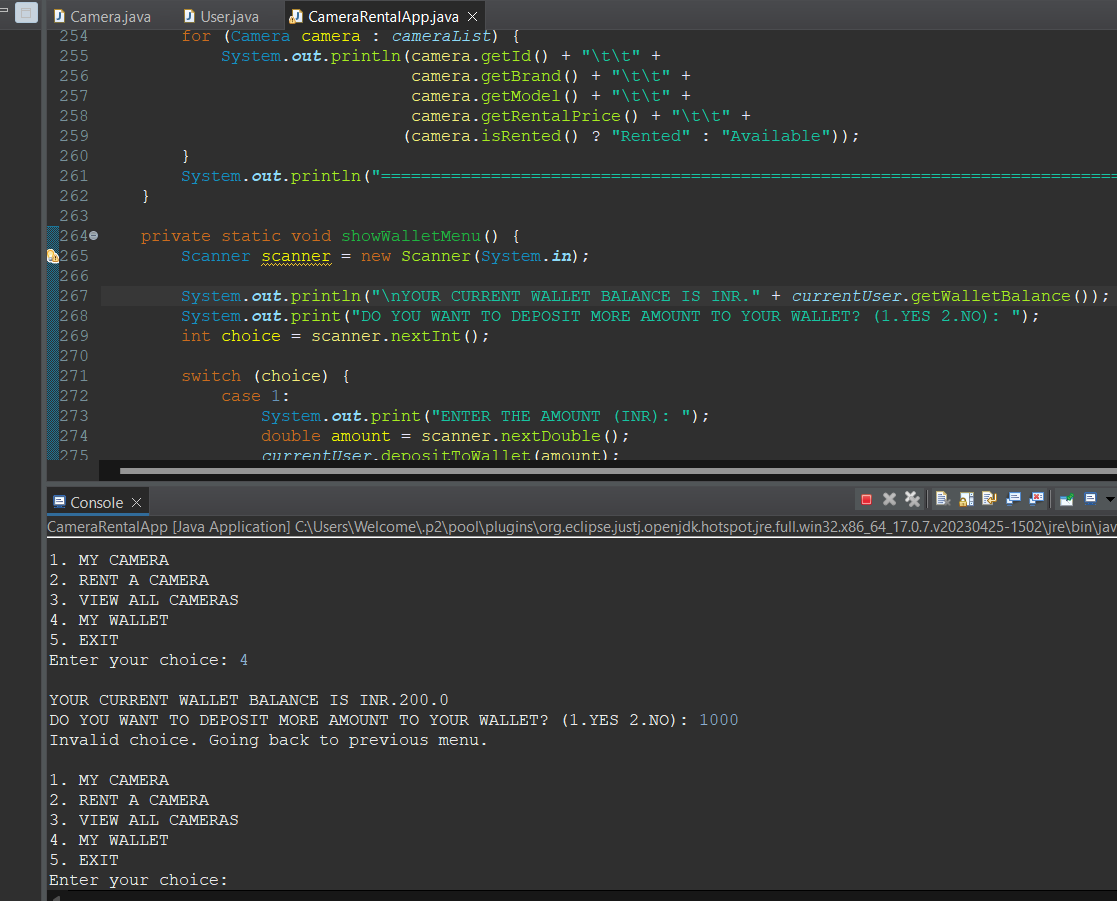 Camera.java User.java CameraRentalApp.java
254 for (Camera camera : cameraList) {
255 System.out.println(camera.getId() + "\t\t" +
256 camera.getBrand() + "\t\t" +
257 camera.getModel() + "\t\t" +
258 camera.getRentalPrice() + "\t\t" +
259 (camera.isRented() ? "Rented" : "Available"));
260 }
261 System.out.println("==========================================================================
262 }
263
264 private static void showWalletMenu() {
265 Scanner scanner = new Scanner(System.in);
266
267 System.out.println("\nYOUR CURRENT WALLET BALANCE IS INR." + currentUser.getWalletBalance());
268 System.out.print("DO YOU WANT TO DEPOSIT MORE AMOUNT TO YOUR WALLET? (1.YES 2.NO): ");
269 int choice = scanner.nextInt();
270
271 switch (choice) {
272 case 1:
273 System.out.print("ENTER THE AMOUNT (INR): ");
274 double amount = scanner.nextDouble();
275 currentUser.depositToWallet(amount);
Console
CameraRentalApp [Java Application] C:\Users\Welcome\.p2\pool\plugins\org.eclipse.justj.openjdk.hotspot.jre.full.win32.x86_64_17.0.7.v20230425-1502\jre\bin\jav
1. MY CAMERA
2. RENT A CAMERA
3. VIEW ALL CAMERAS
4. MY WALLET
5. EXIT
Enter your choice: 4
YOUR CURRENT WALLET BALANCE IS INR.200.0
DO YOU WANT TO DEPOSIT MORE AMOUNT TO YOUR WALLET? (1.YES 2.NO): 1000
Invalid choice. Going back to previous menu.
1. MY CAMERA
2. RENT A CAMERA
3. VIEW ALL CAMERAS
4. MY WALLET
5. EXIT
Enter your choice: